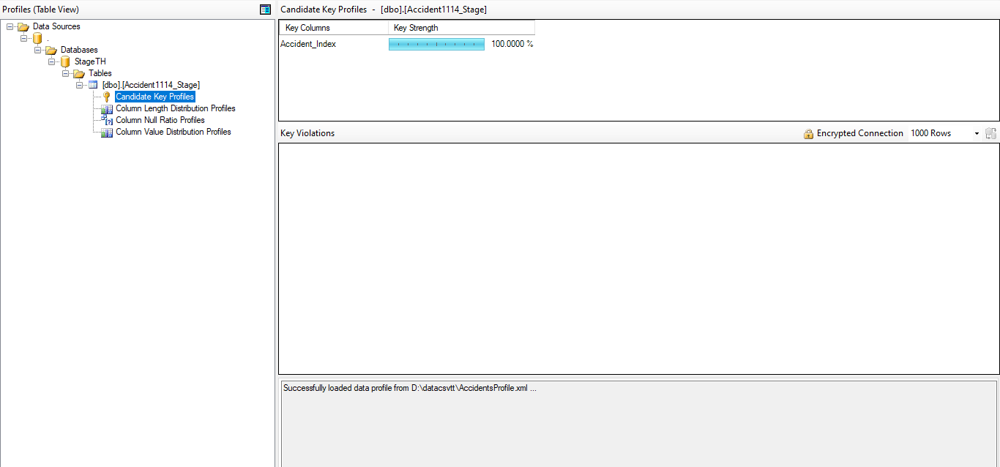 Profiles (Table View)
Data Sources
.
Databases
StageTH
Tables
[dbo].[Accident1114_Stage]
Candidate Key Profiles
Column Length Distribution Profiles
Column Null Ratio Profiles
Column Value Distribution Profiles
Candidate Key Profiles - [dbo].[Accident1114_Stage]
Key Columns Key Strength
Accident_Index 100.0000 %
Key Violations Encrypted Connection 1000 Rows
Successfully loaded data profile from D:\datacsvtt\AccidentsProfile.xml ...